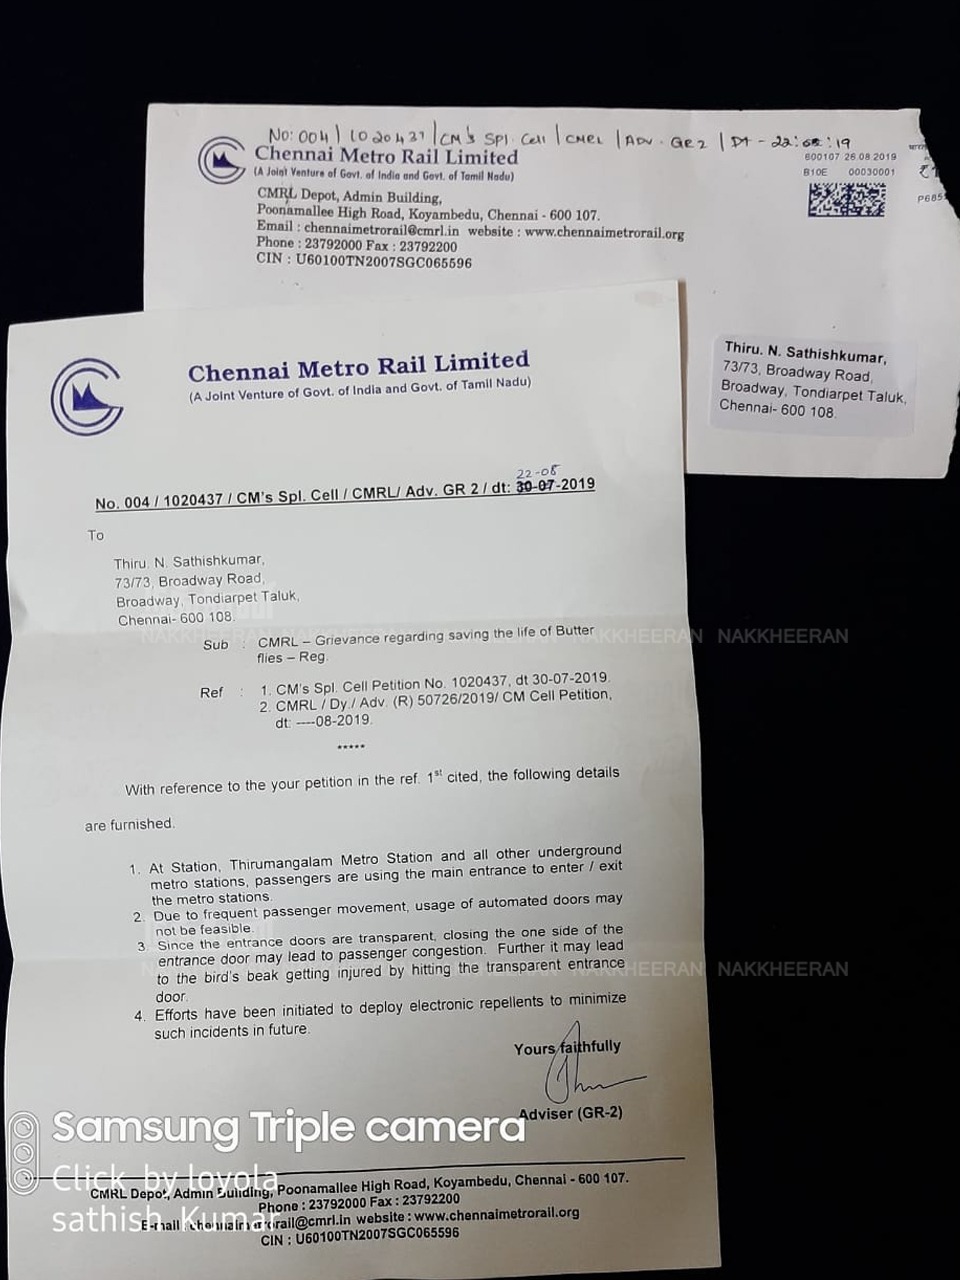 No: 004 / 1020437 / CM's Spl. Cell / CMRL / ADV. GR 2 / Dt - 22-08-19
Chennai Metro Rail Limited
(A Joint Venture of Govt. of India and Govt. of Tamil Nadu)
CMRL Depot, Admin Building,
Poonamallee High Road, Koyambedu, Chennai - 600 107.
Email : chennaimetrorail@cmrl.in website : www.chennaimetrorail.org
Phone : 23792000 Fax : 23792200
CIN : U60100TN2007SGC065596
600107 26.08.2019
B10E 00030001
Thiru. N. Sathishkumar,
73/73, Broadway Road,
Broadway, Tondiarpet Taluk,
Chennai- 600 108.
Chennai Metro Rail Limited
(A Joint Venture of Govt. of India and Govt. of Tamil Nadu)
22-08
No. 004 / 1020437 / CM's Spl. Cell / CMRL/ Adv. GR 2 / dt: 30-07-2019
To
Thiru. N. Sathishkumar,
73/73, Broadway Road,
Broadway, Tondiarpet Taluk,
Chennai- 600 108.
NAKKHEERAN NAKKHEERAN NAKKHEERAN
Sub : CMRL – Grievance regarding saving the life of Butter
flies – Reg.
Ref : 1. CM's Spl. Cell Petition No. 1020437, dt 30-07-2019.
2. CMRL / Dy./ Adv. (R) 50726/2019/ CM Cell Petition,
dt: ----08-2019.
*****
With reference to the your petition in the ref. 1st cited, the following details
are furnished.
1. At Station, Thirumangalam Metro Station and all other underground
metro stations, passengers are using the main entrance to enter / exit
the metro stations.
2. Due to frequent passenger movement, usage of automated doors may
not be feasible.
3. Since the entrance doors are transparent, closing the one side of the
entrance door may lead to passenger congestion. Further it may lead
to the bird's beak getting injured by hitting the transparent entrance
door.
NAKKHEERAN NAKKHEERAN NAKKHEERAN
4. Efforts have been initiated to deploy electronic repellents to minimize
such incidents in future.
Yours faithfully
Adviser (GR-2)
Samsung Triple camera
Click by loyola
sathish Kumar
CMRL Depot, Admin Building, Poonamallee High Road, Koyambedu, Chennai - 600 107.
Phone : 23792000 Fax : 23792200
E-mail : chennaimetrorail@cmrl.in website : www.chennaimetrorail.org
CIN : U60100TN2007SGC065596